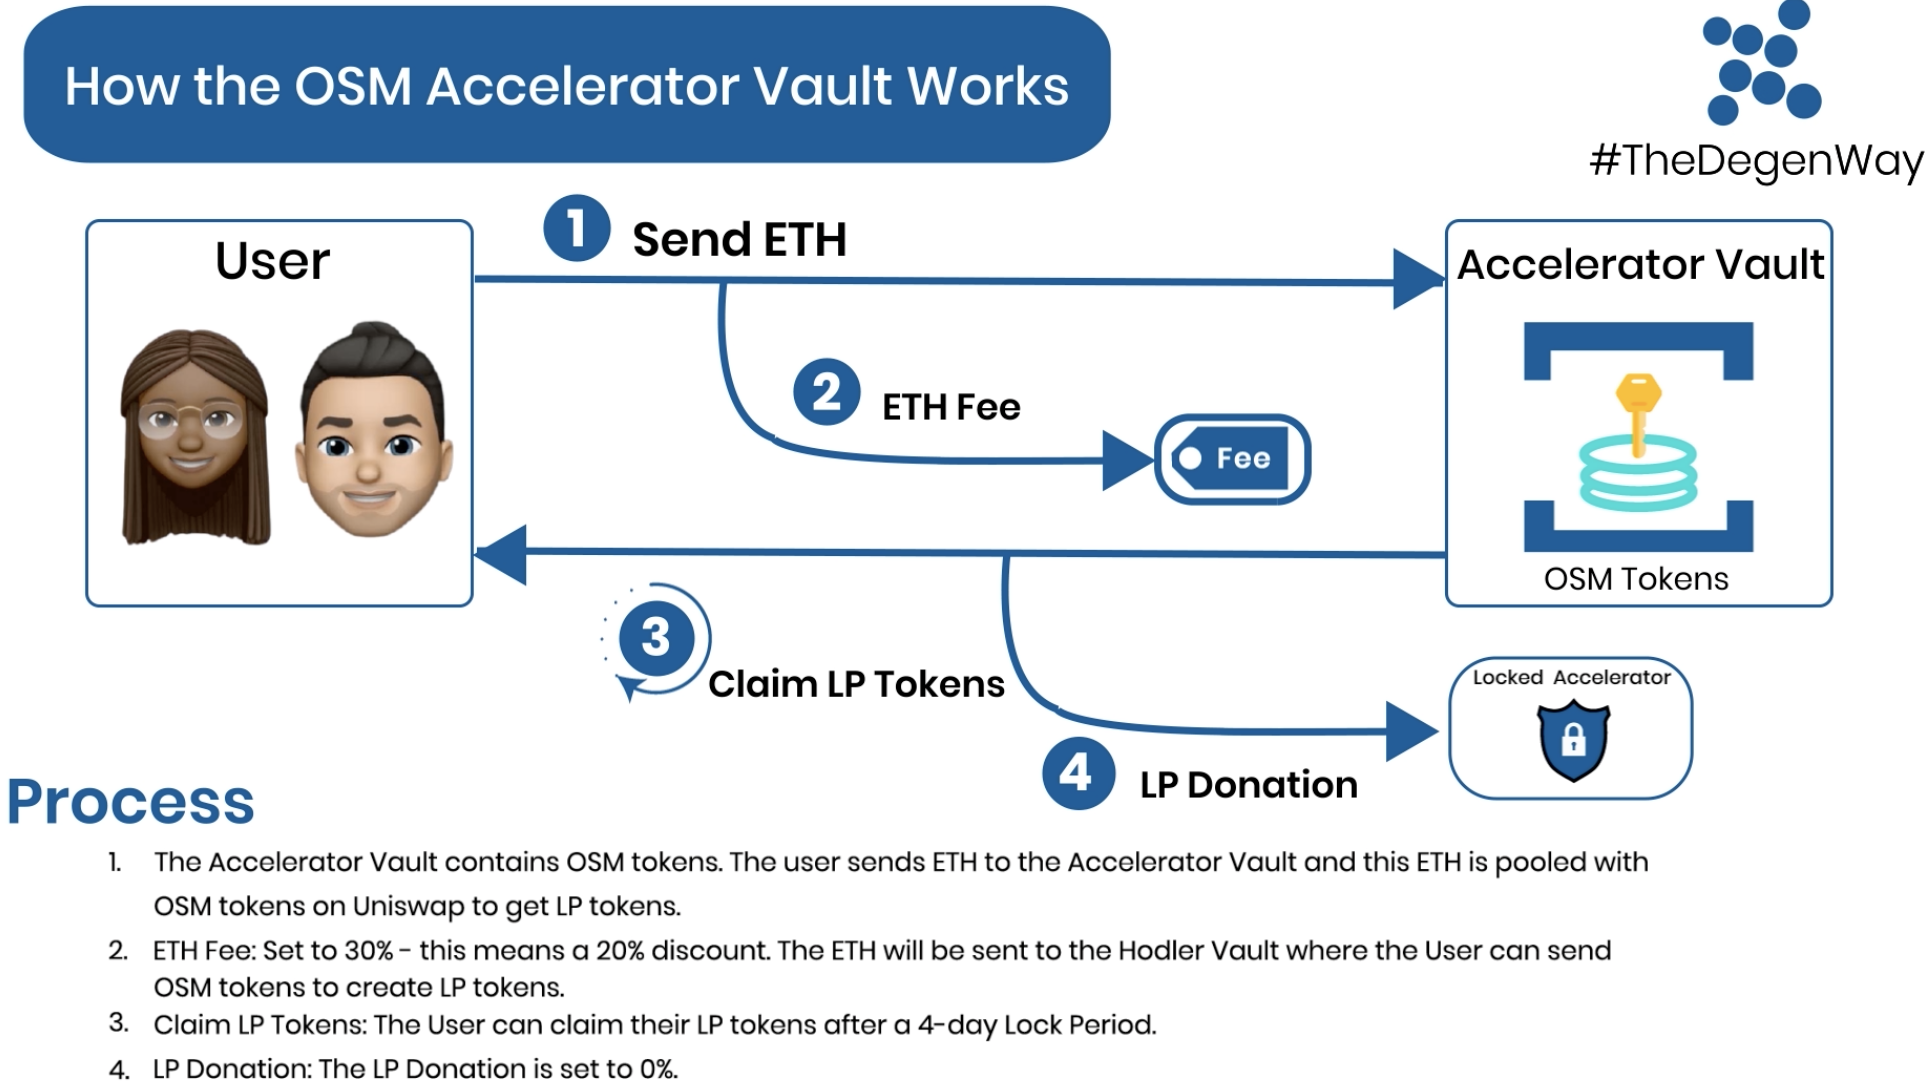 How the OSM Accelerator Vault Works
#TheDegenWay
User
1 Send ETH
Accelerator Vault
2 ETH Fee
Fee
OSM Tokens
3 Claim LP Tokens
Locked Accelerator
4 LP Donation
Process
1. The Accelerator Vault contains OSM tokens. The user sends ETH to the Accelerator Vault and this ETH is pooled with
OSM tokens on Uniswap to get LP tokens.
2. ETH Fee: Set to 30% - this means a 20% discount. The ETH will be sent to the Hodler Vault where the User can send
OSM tokens to create LP tokens.
3. Claim LP Tokens: The User can claim their LP tokens after a 4-day Lock Period.
4. LP Donation: The LP Donation is set to 0%.